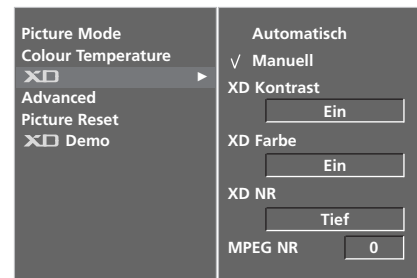 Picture Mode
Colour Temperature
XD
Advanced
Picture Reset
XD Demo
Automatisch
√ Manuell
XD Kontrast
Ein
XD Farbe
Ein
XD NR
Tief
MPEG NR 0